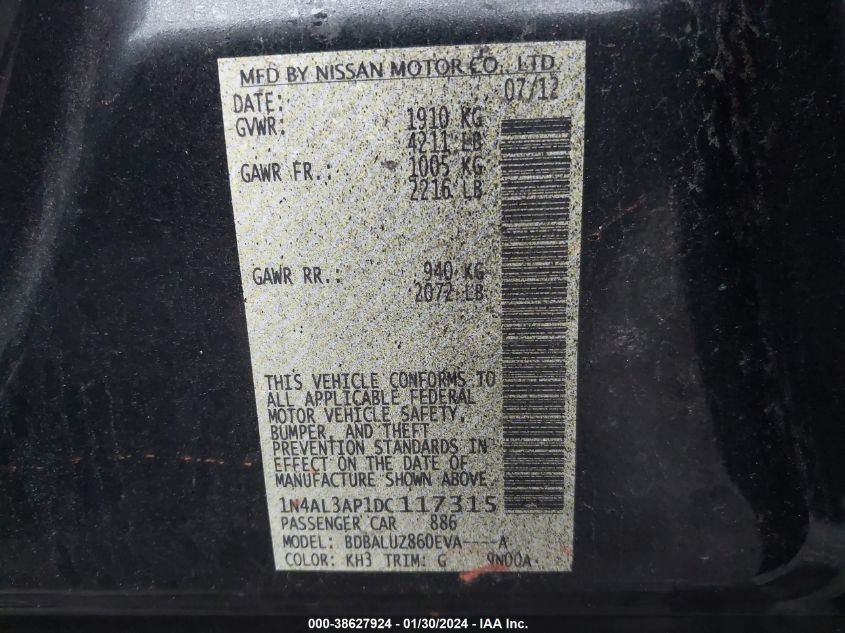 MFD BY NISSAN MOTOR CO., LTD.
DATE: 07/12
GVWR: 1910 KG
4211 LB
GAWR FR.: 1005 KG
2216 LB
GAWR RR.: 940 KG
2072 LB
THIS VEHICLE CONFORMS TO
ALL APPLICABLE FEDERAL
MOTOR VEHICLE SAFETY,
BUMPER, AND THEFT
PREVENTION STANDARDS IN
EFFECT ON THE DATE OF
MANUFACTURE SHOWN ABOVE.
1N4AL3AP1DC117315
PASSENGER CAR 886
MODEL: BDBALUZ860EVA----A
COLOR: KH3 TRIM: G 9N00A
000-38627924 – 01/30/2024 – IAA Inc.